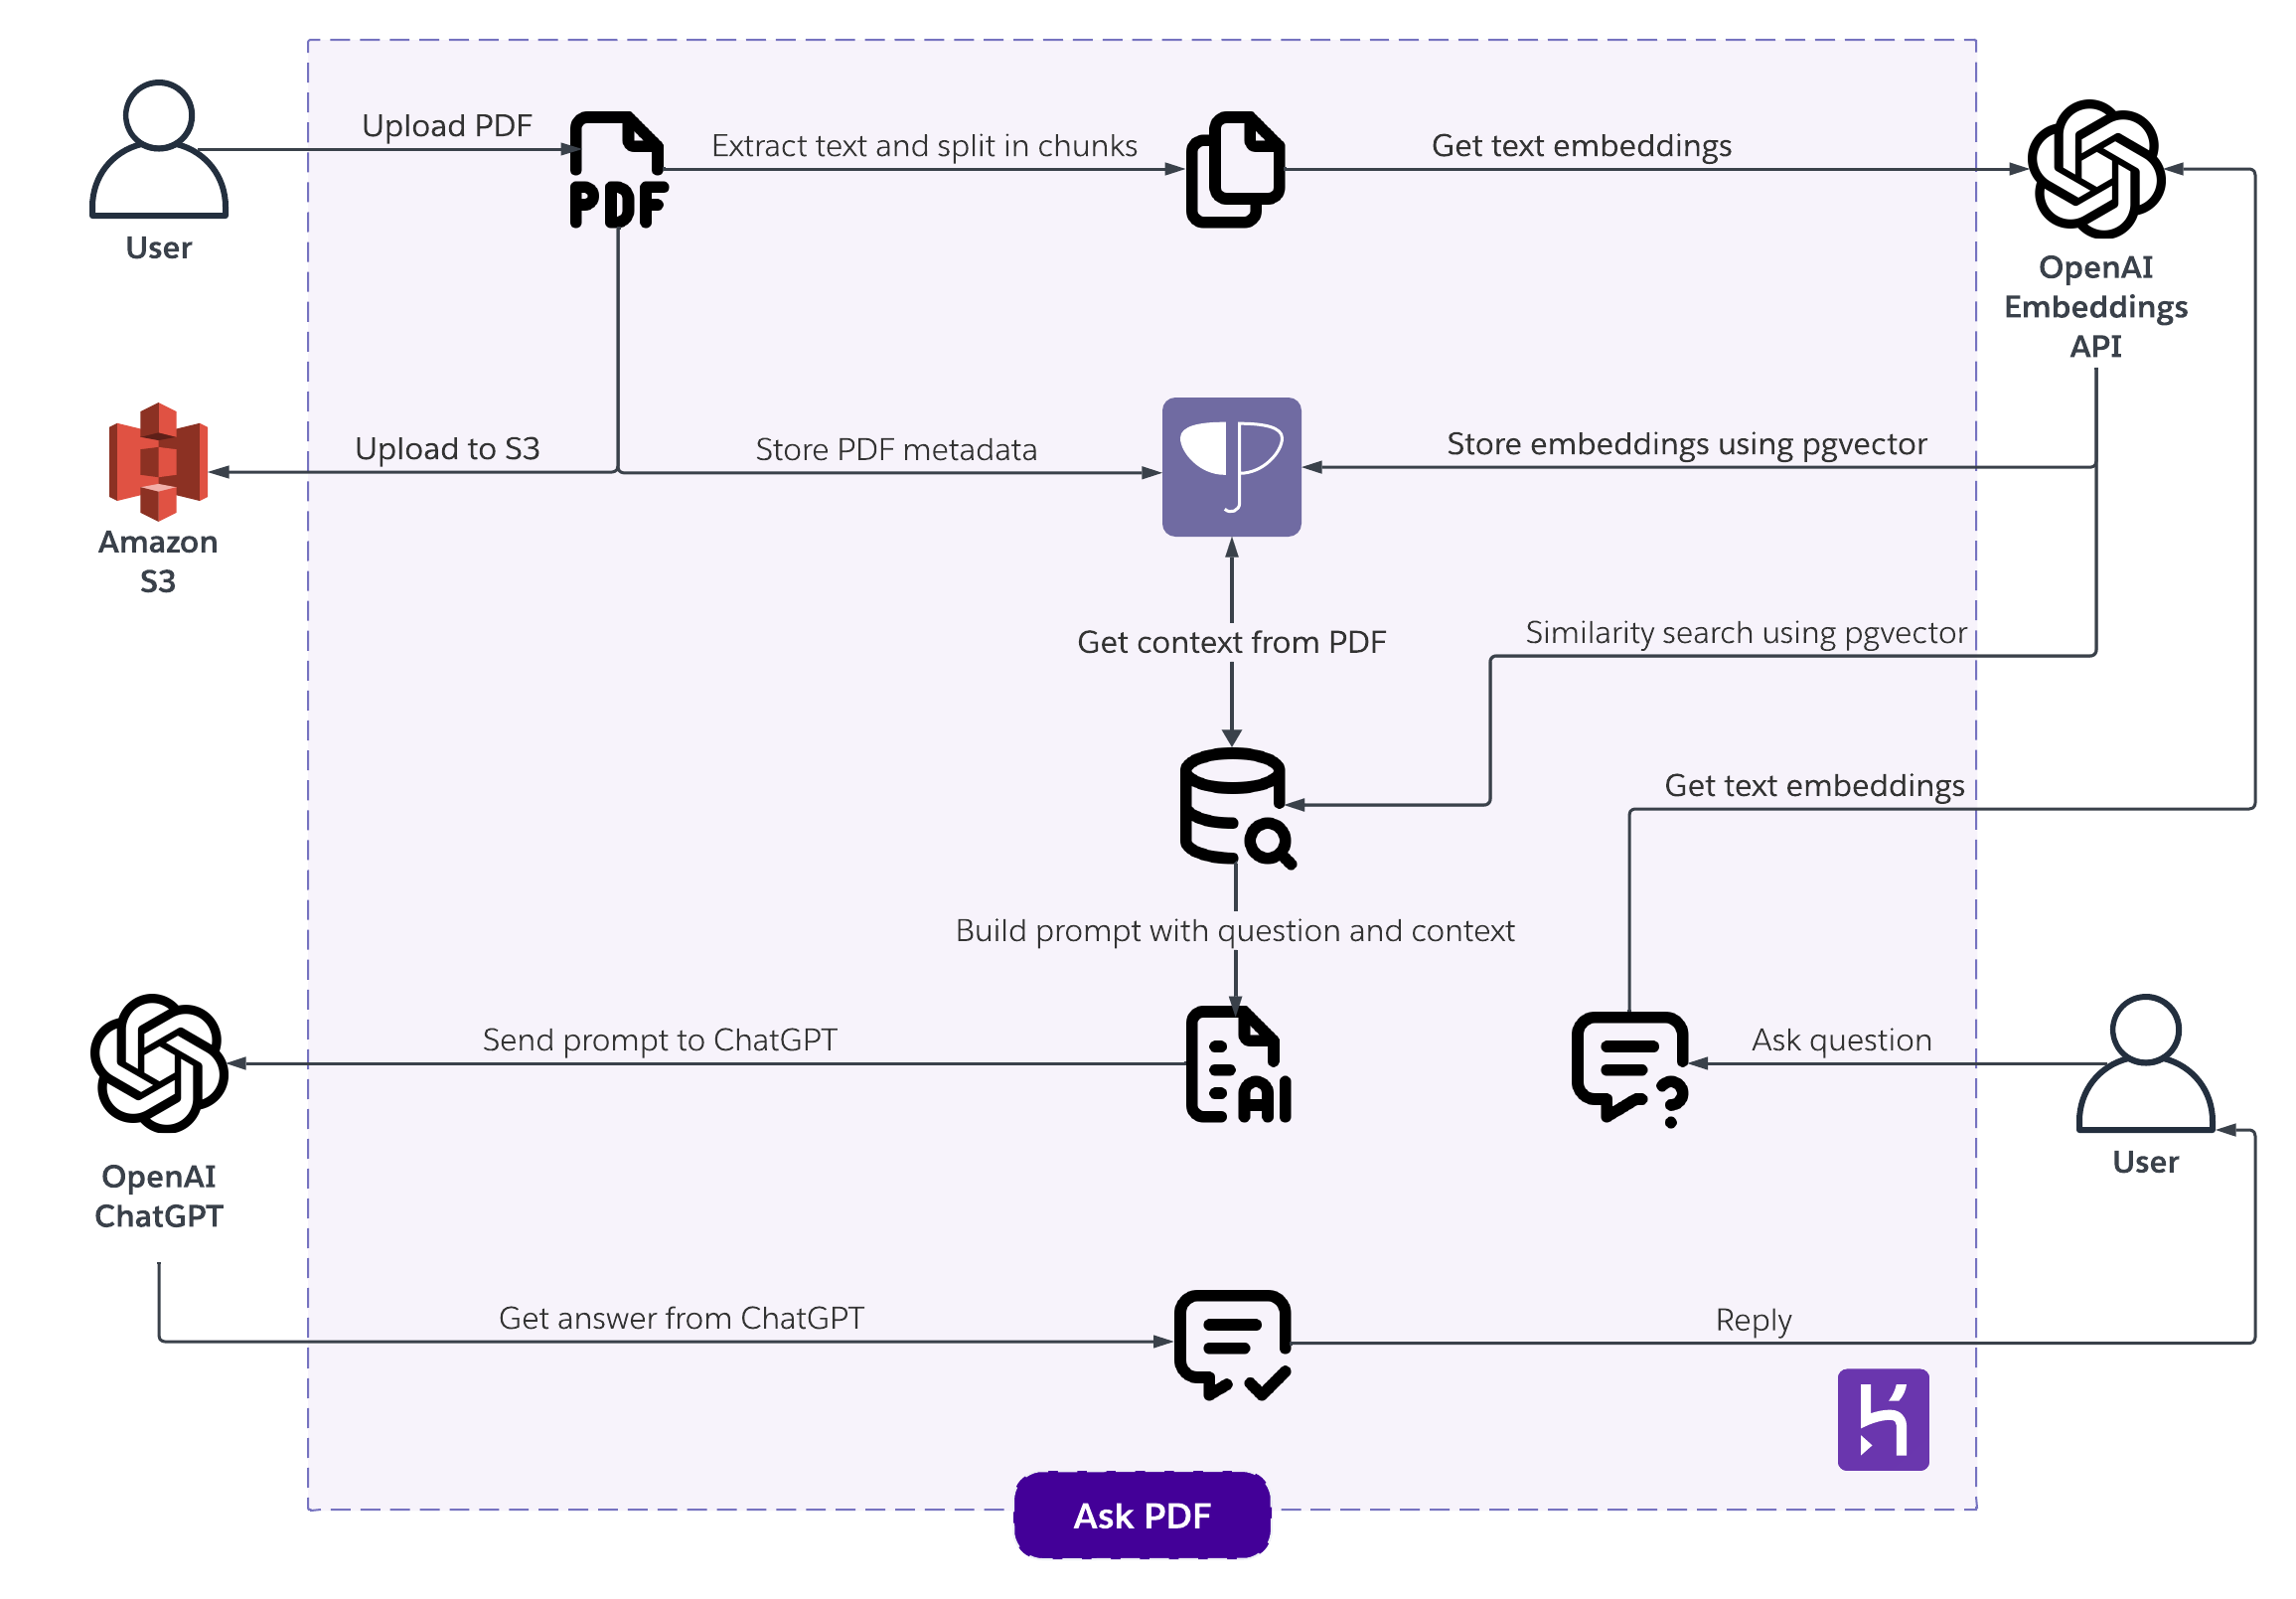 Upload PDF
Extract text and split in chunks
Get text embeddings
PDF
User
OpenAI
Embeddings
API
Upload to S3
Store PDF metadata
Store embeddings using pgvector
Amazon
S3
Get context from PDF
Similarity search using pgvector
Get text embeddings
Build prompt with question and context
Send prompt to ChatGPT
AI
Ask question
?
OpenAI
ChatGPT
User
Get answer from ChatGPT
Reply
Ask PDF